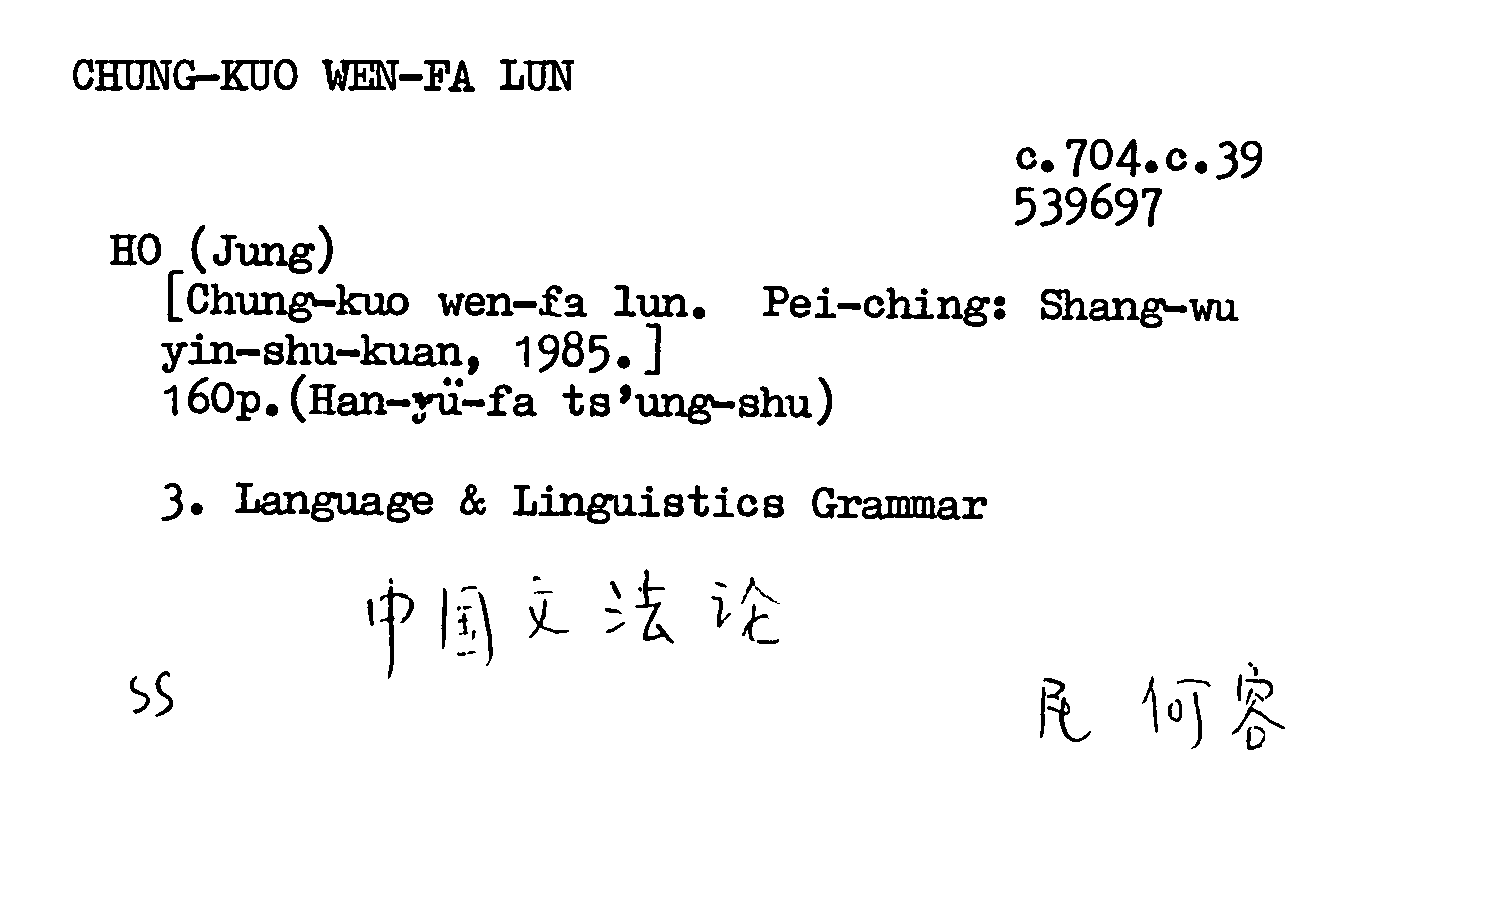 CHUNG-KUO WEN-FA LUN
c.704.c.39
539697
HO (Jung)
[Chung-kuo wen-fa lun. Pei-ching: Shang-wu
yin-shu-kuan, 1985.]
160p.(Han-yü-fa ts'ung-shu)
3. Language & Linguistics Grammar
中国文法论
SS
民 何容